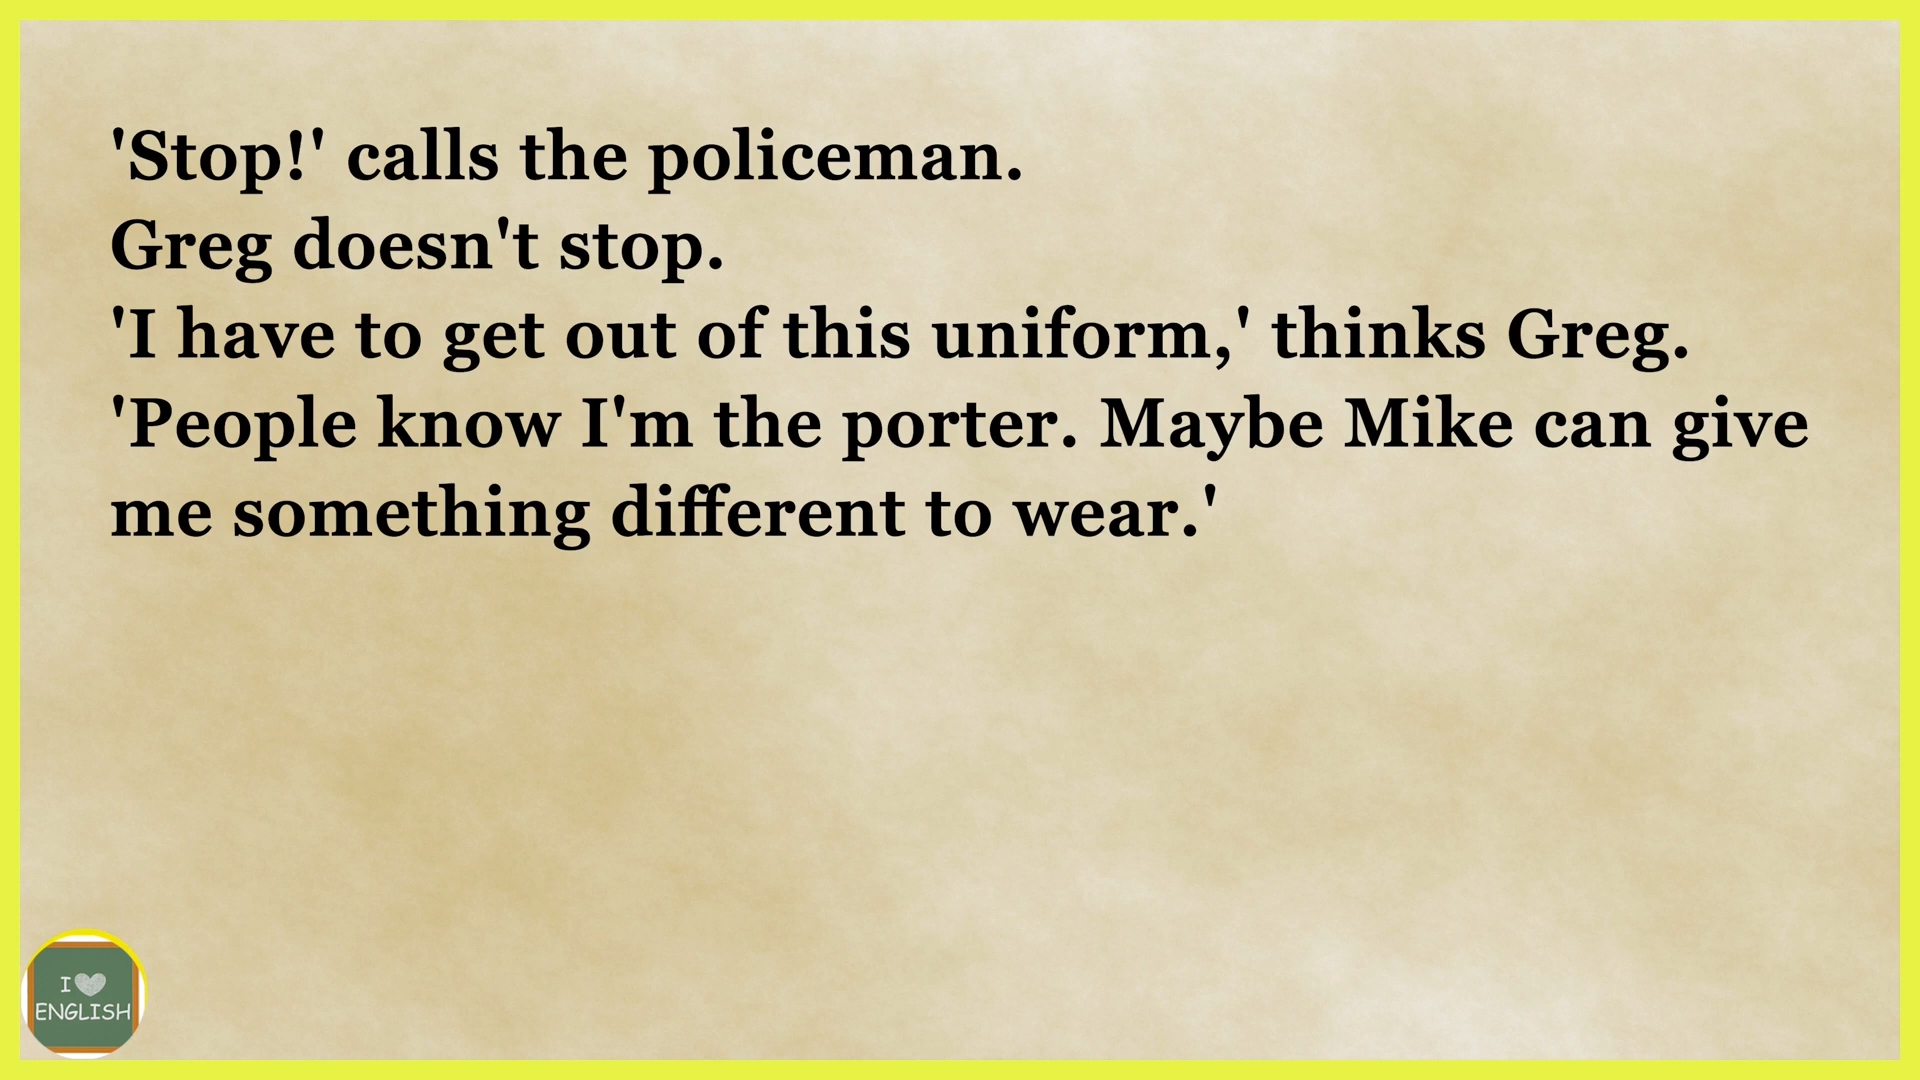 'Stop!' calls the policeman.
Greg doesn't stop.
'I have to get out of this uniform,' thinks Greg.
'People know I'm the porter. Maybe Mike can give
me something different to wear.'
I
ENGLISH